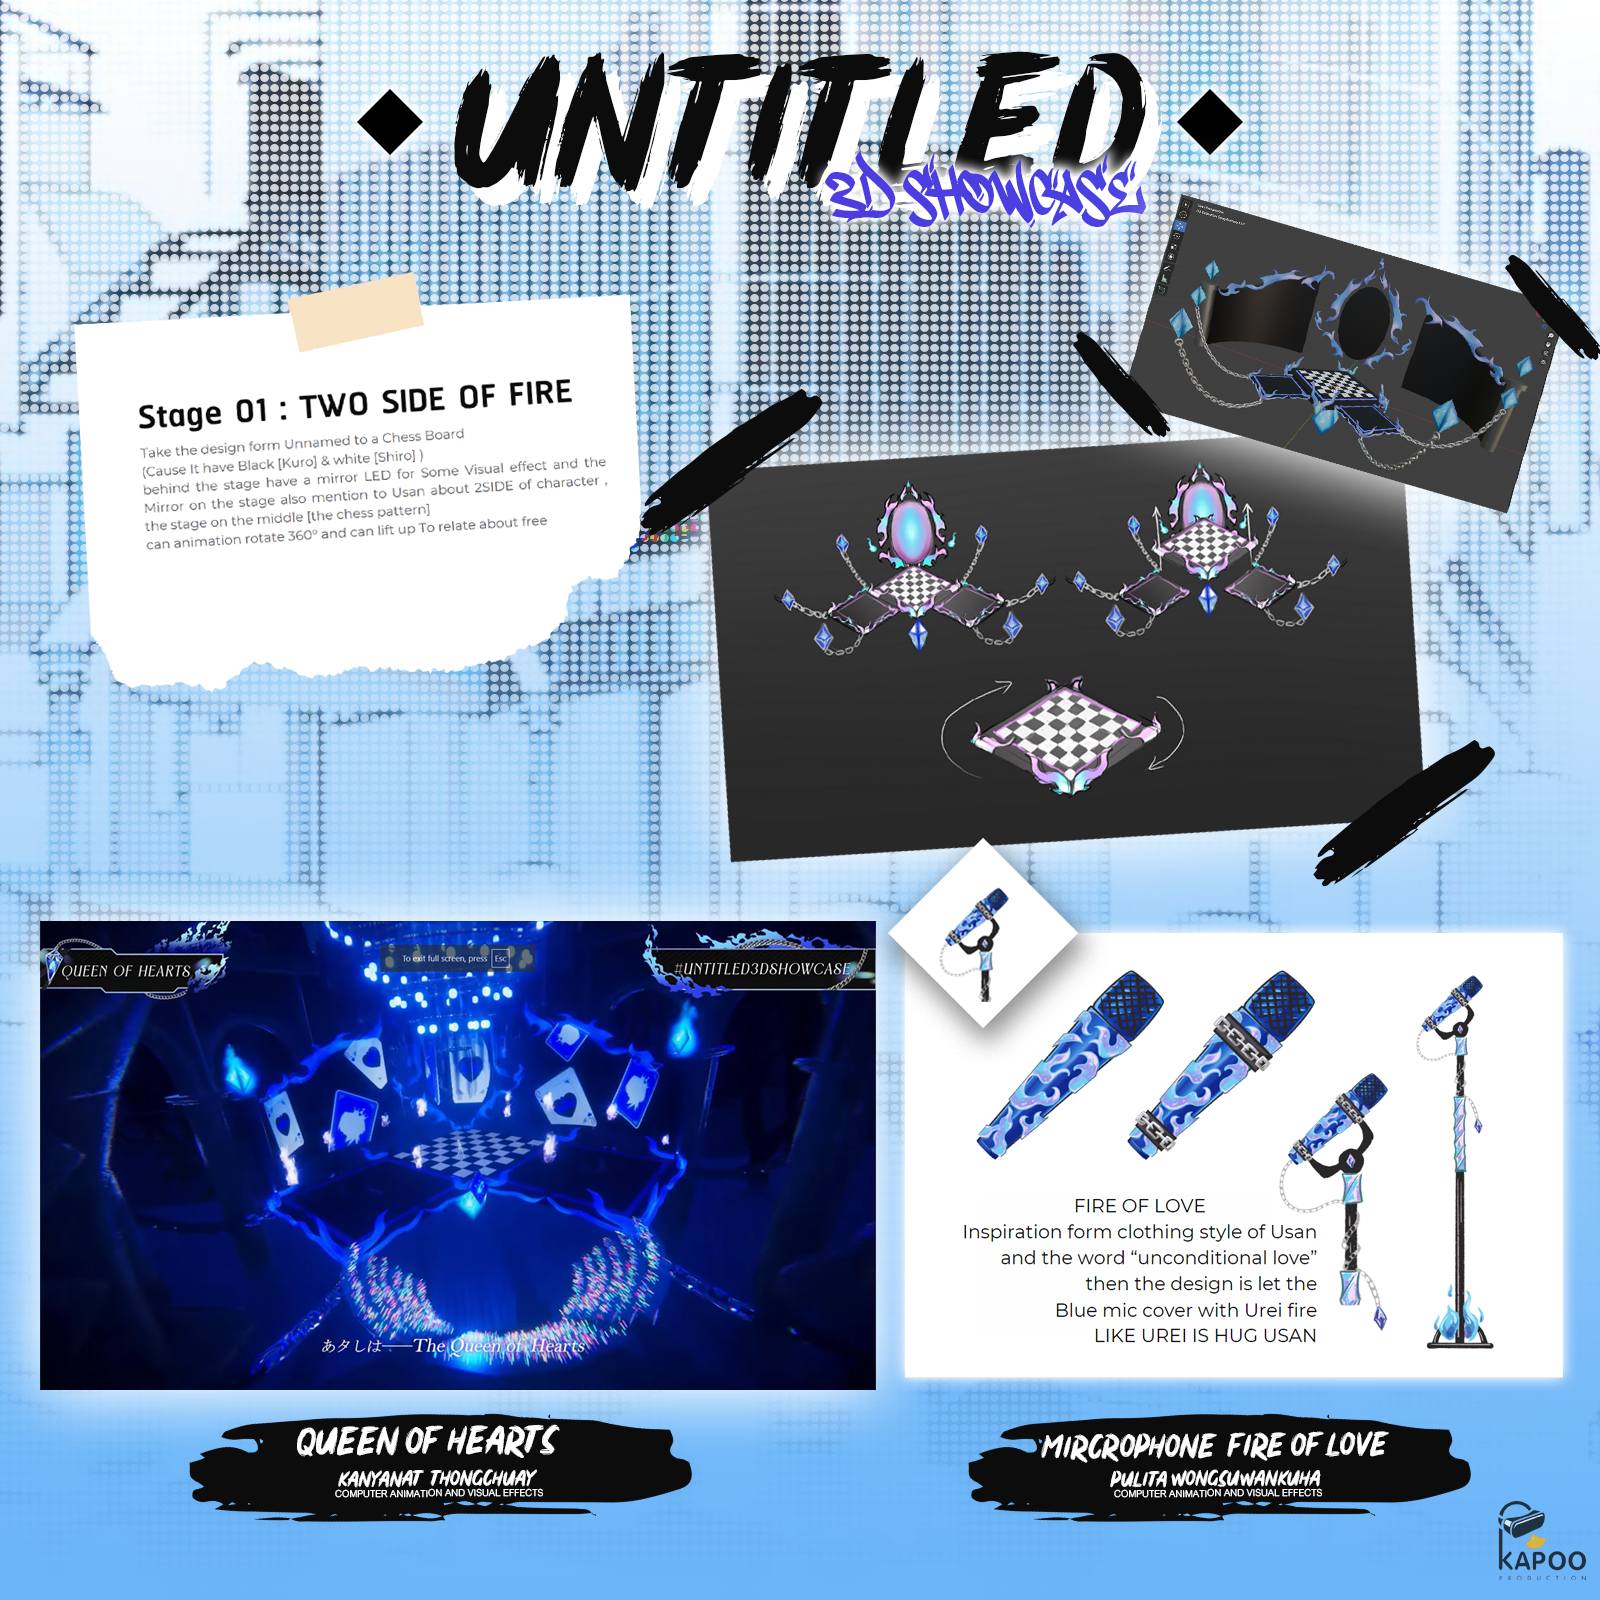 UNTITLED
3D SHOWCASE
Stage 01 : TWO SIDE OF FIRE
Take the design form Unnamed to a Chess Board
(Cause It have Black [Kuro] & white [Shiro] )
behind the stage have a mirror LED for Some Visual effect and the
Mirror on the stage also mention to Usan about 2SIDE of character ,
the stage on the middle [the chess pattern]
can animation rotate 360° and can lift up To relate about free
QUEEN OF HEARTS
To exit full screen, press Esc
#UNTITLED3DSHOWCASE
あタしは——The Queen of Hearts
FIRE OF LOVE
Inspiration form clothing style of Usan
and the word “unconditional love”
then the design is let the
Blue mic cover with Urei fire
LIKE UREI IS HUG USAN
QUEEN OF HEARTS
KANYANAT THONGCHUAY
COMPUTER ANIMATION AND VISUAL EFFECTS
MIRCROPHONE FIRE OF LOVE
PULITA WONGSUWANKUHA
COMPUTER ANIMATION AND VISUAL EFFECTS
KAPOO
PRODUCTION